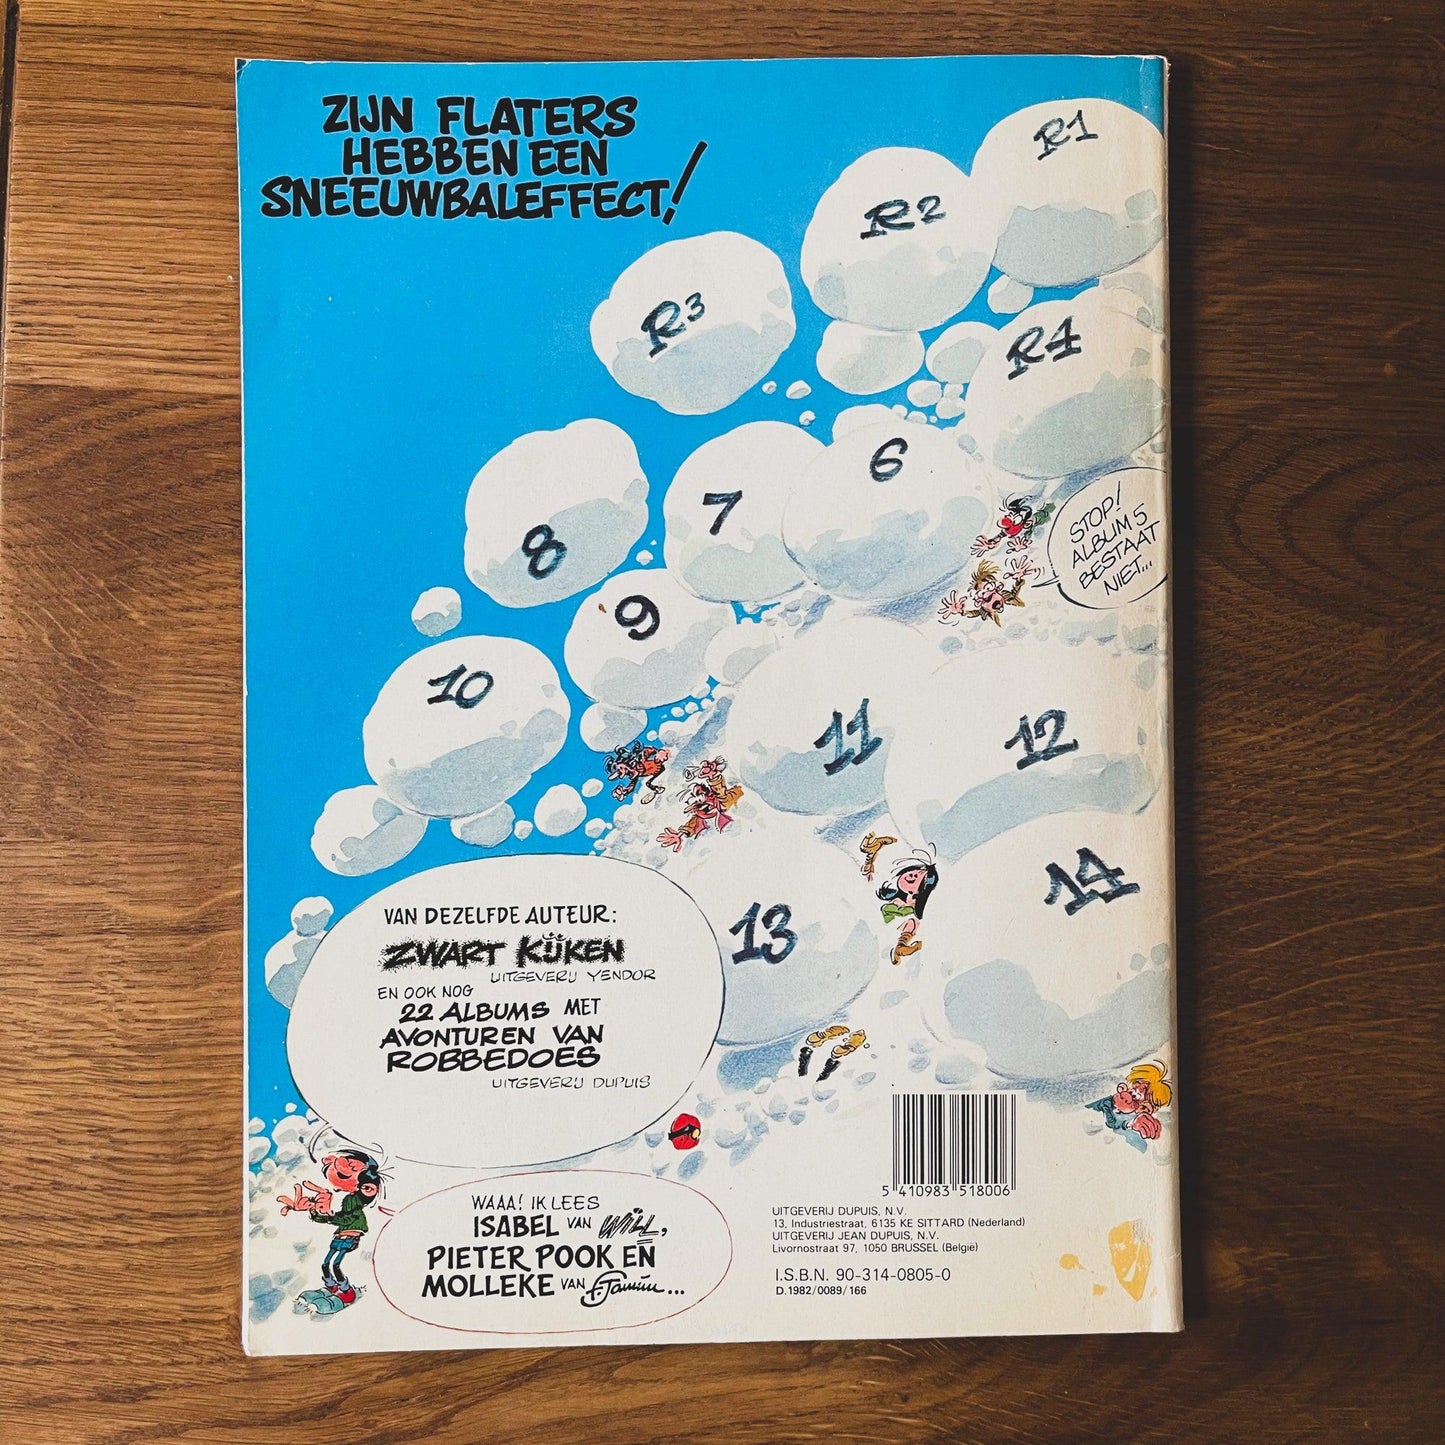 ZIJN FLATERS
HEBBEN EEN
SNEEUWBALEFFECT!
R1
R2
R3
R4
6
7
8
STOP!
ALBUM 5
BESTAAT
NIET...
9
10
11
12
13
14
VAN DEZELFDE AUTEUR:
ZWART KIJKEN
UITGEVERIJ YENDOR
EN OOK NOG
22 ALBUMS MET
AVONTUREN VAN
ROBBEDOES
UITGEVERIJ DUPUIS
WAAA! IK LEES
ISABEL VAN WILL,
PIETER POOK EN
MOLLEKE VAN F. Jamin...
5 410983 518006
UITGEVERIJ DUPUIS, N.V.
13, Industriestraat, 6135 KE SITTARD (Nederland)
UITGEVERIJ JEAN DUPUIS, N.V.
Livornostraat 97, 1050 BRUSSEL (België)
I.S.B.N. 90-314-0805-0
D.1982/0089/166